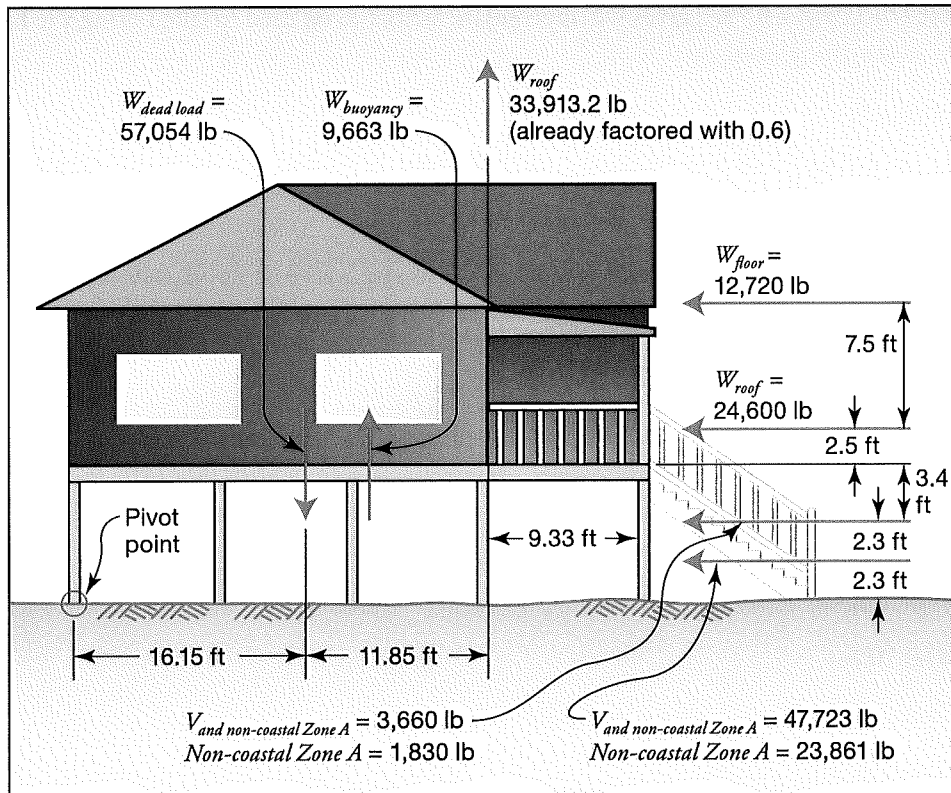 W_roof
33,913.2 lb
(already factored with 0.6)
W_dead load =
57,054 lb
W_buoyancy =
9,663 lb
W_floor =
12,720 lb
7.5 ft
W_roof =
24,600 lb
2.5 ft
3.4
ft
Pivot
point
9.33 ft
2.3 ft
2.3 ft
16.15 ft
11.85 ft
V_and non-coastal Zone A = 3,660 lb
Non-coastal Zone A = 1,830 lb
V_and non-coastal Zone A = 47,723 lb
Non-coastal Zone A = 23,861 lb